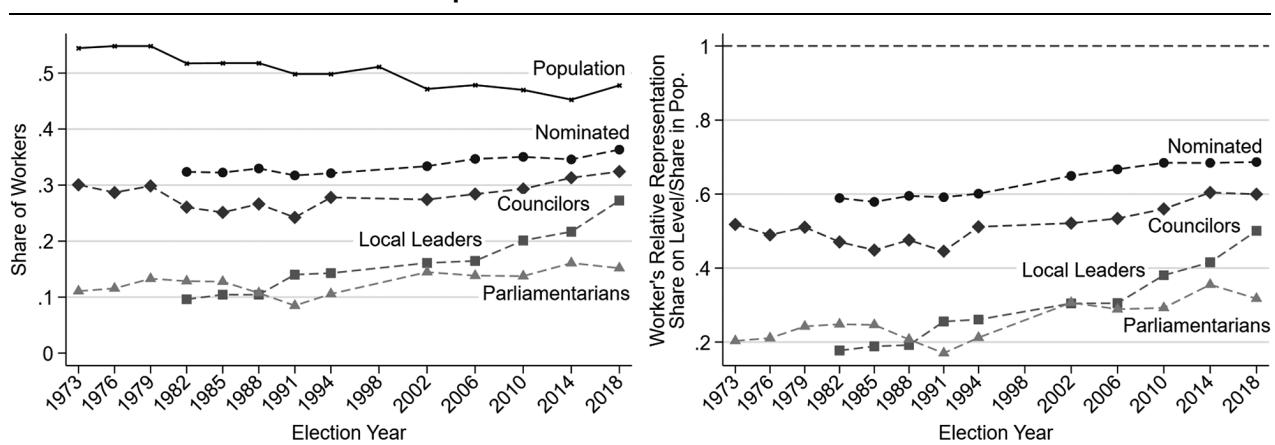 Share of Workers
.5
.4
.3
.2
.1
0
Population
Nominated
Councilors
Local Leaders
Parliamentarians
1973 1976 1979 1982 1985 1988 1991 1994 1998 2002 2006 2010 2014 2018
Election Year
Worker's Relative Representation
Share on Level/Share in Pop.
1
.8
.6
.4
.2
Nominated
Councilors
Local Leaders
Parliamentarians
1973 1976 1979 1982 1985 1988 1991 1994 1998 2002 2006 2010 2014 2018
Election Year